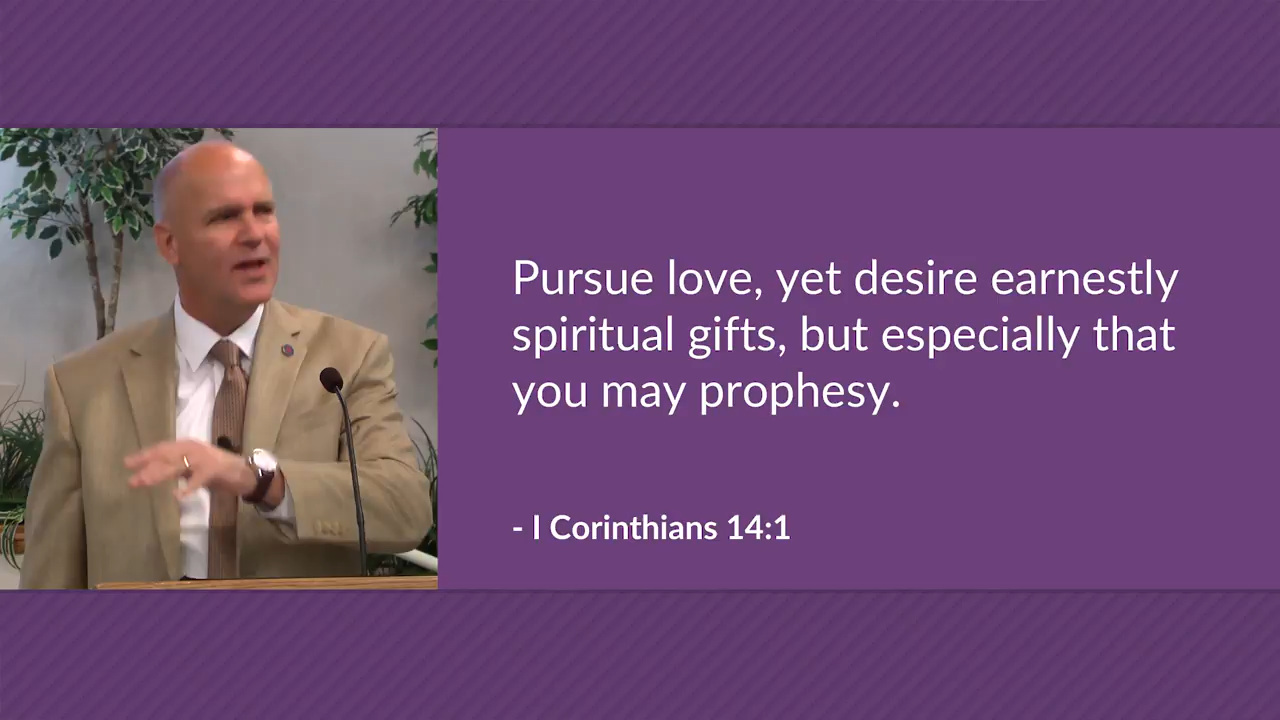 Pursue love, yet desire earnestly
spiritual gifts, but especially that
you may prophesy.
- I Corinthians 14:1